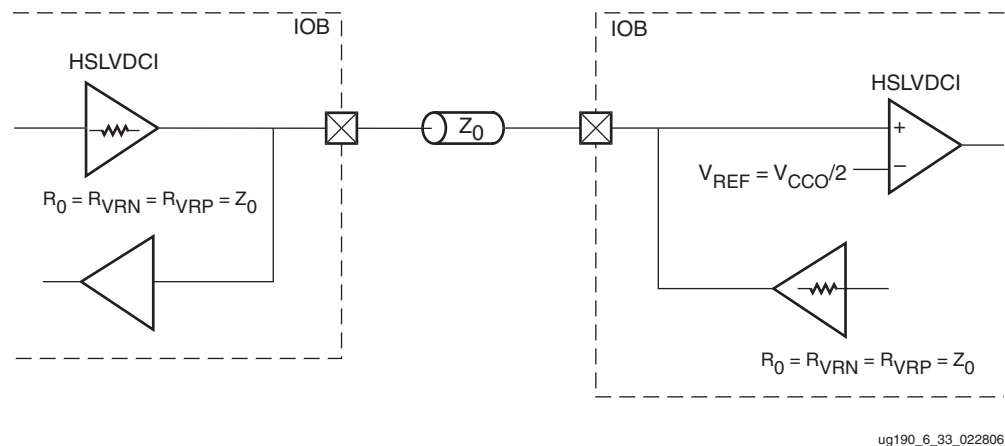 IOB
IOB
HSLVDCI
HSLVDCI
Z0
+
VREF = VCCO/2
–
R0 = RVRN = RVRP = Z0
R0 = RVRN = RVRP = Z0
ug190_6_33_022806